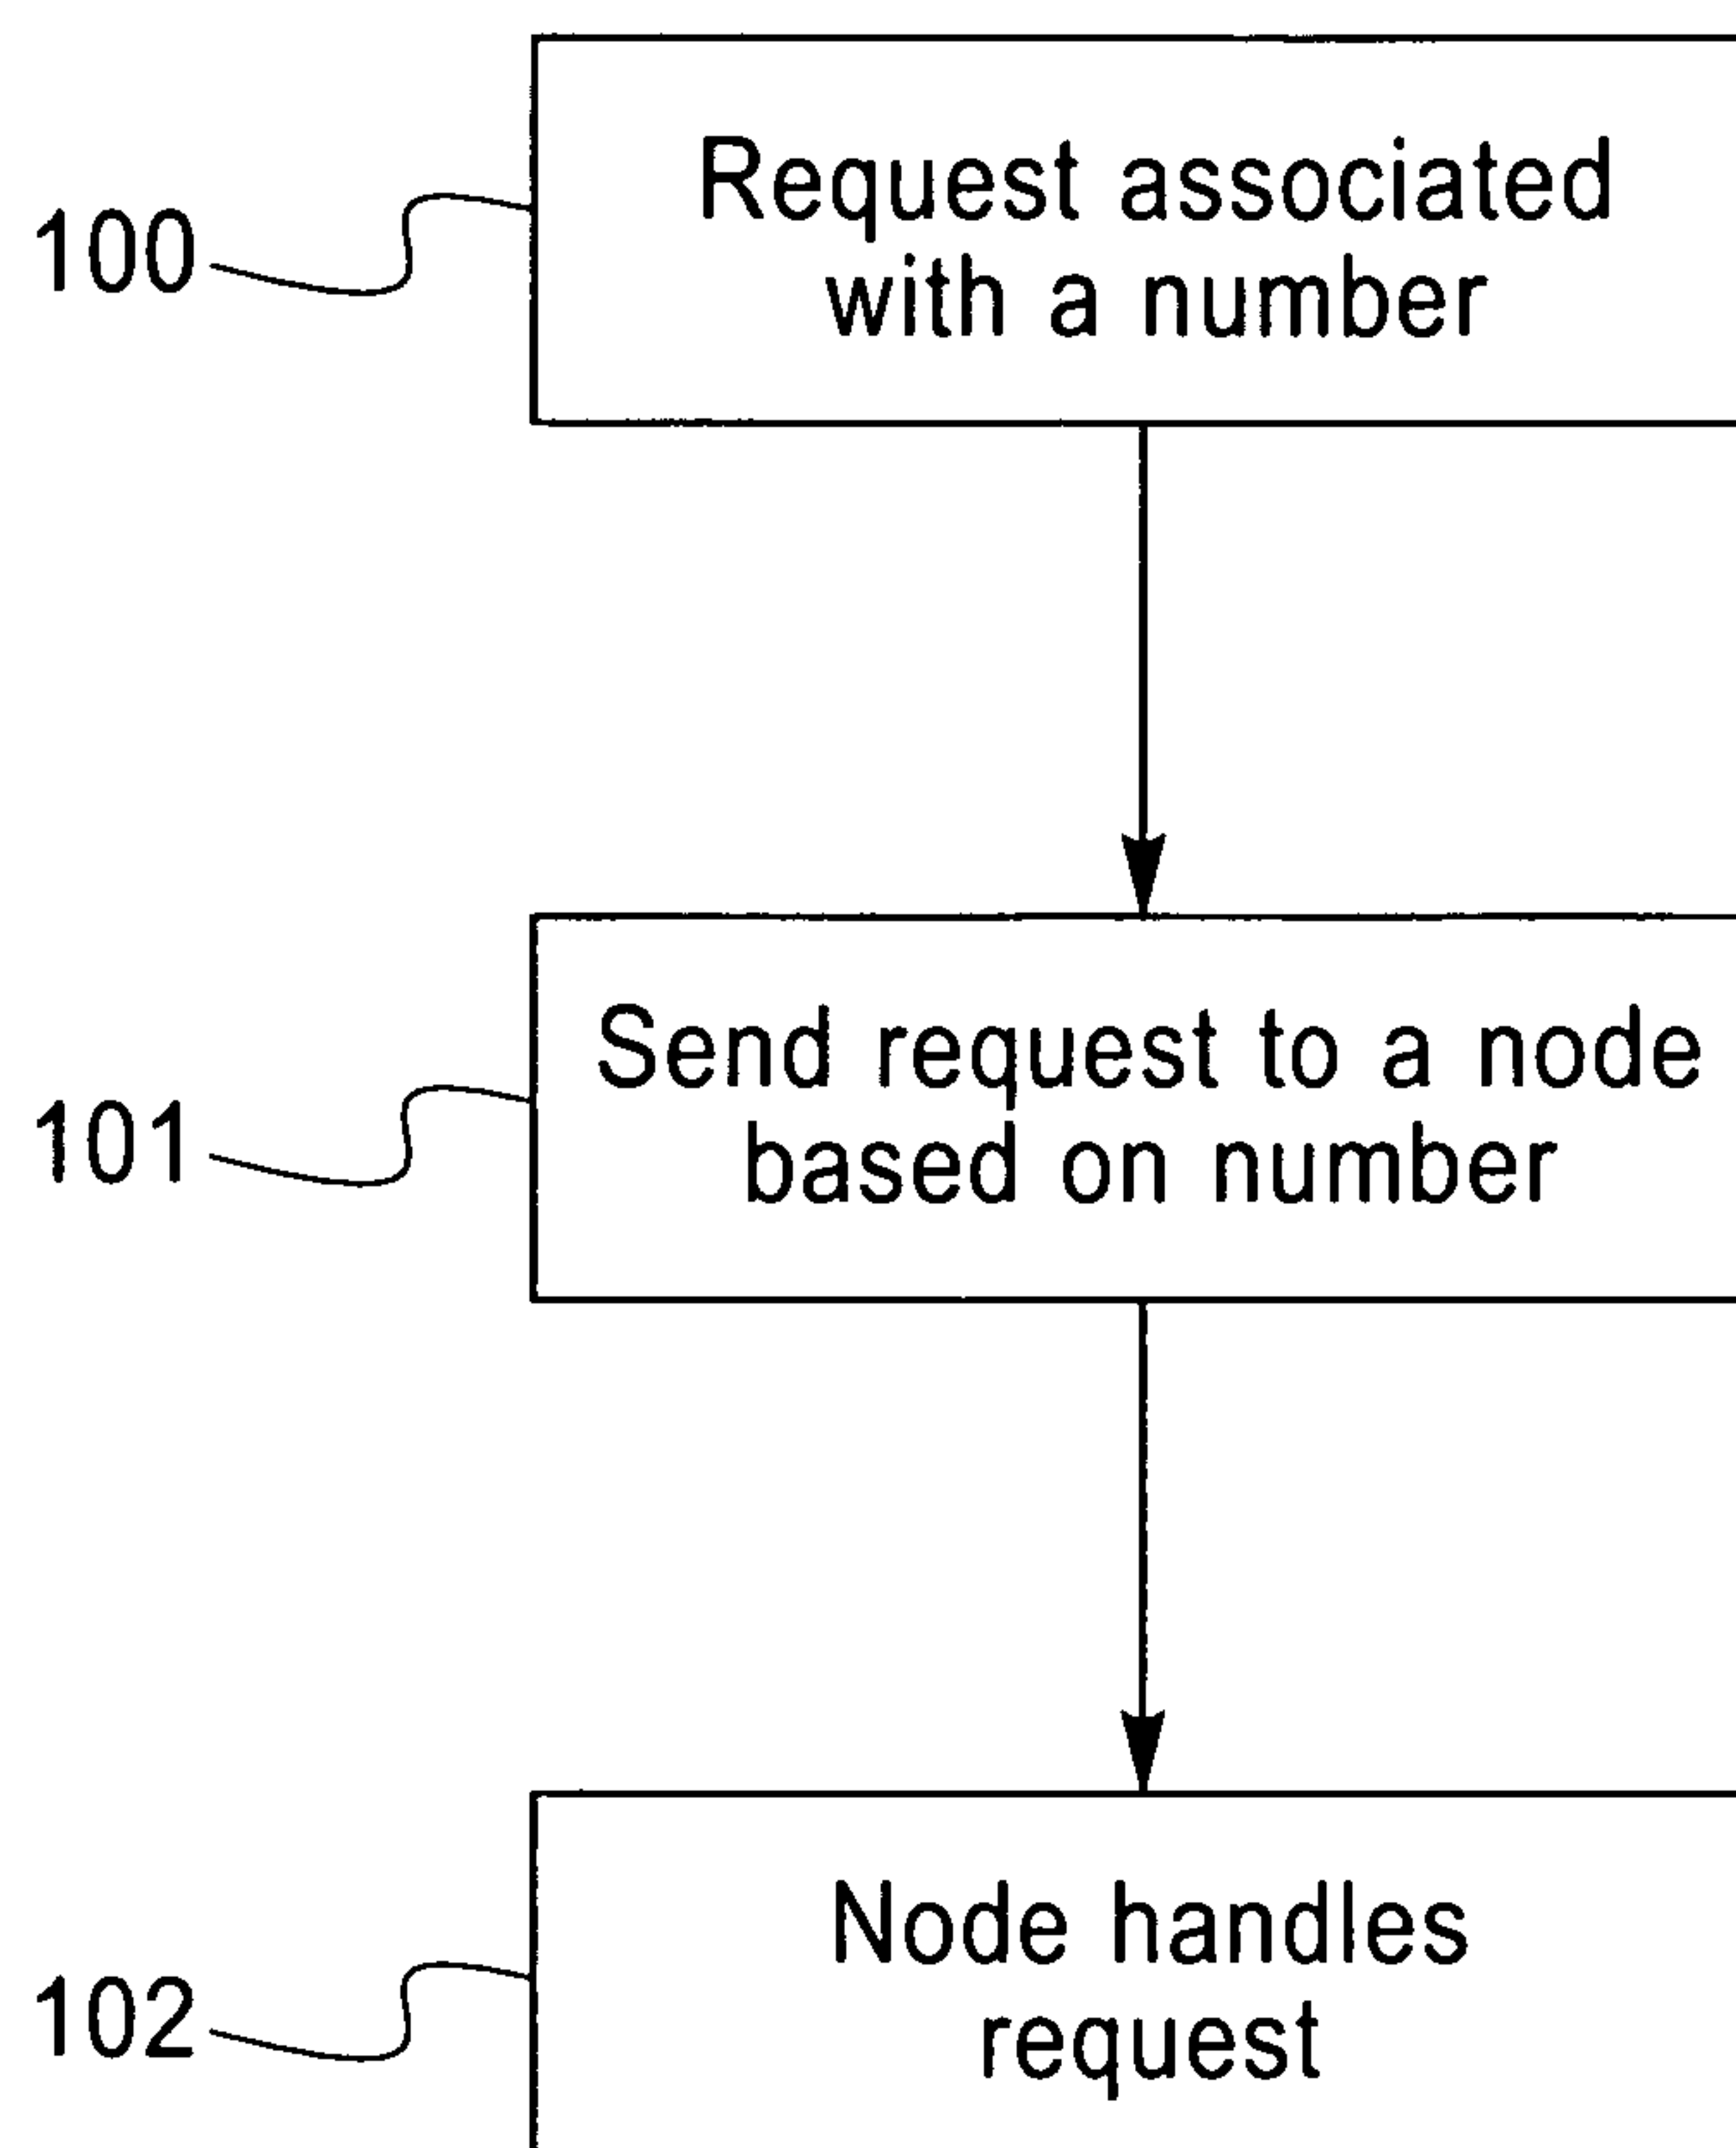 100
Request associated
with a number
101
Send request to a node
based on number
102
Node handles
request